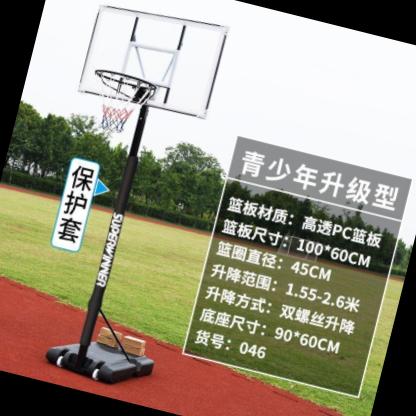 青少年升级型
篮板材质：高透PC篮板
篮板尺寸：100*60CM
篮圈直径：45CM
升降范围：1.55-2.6米
升降方式：双螺丝升降
底座尺寸：90*60CM
货号：046
保护套
SUPERWINNER